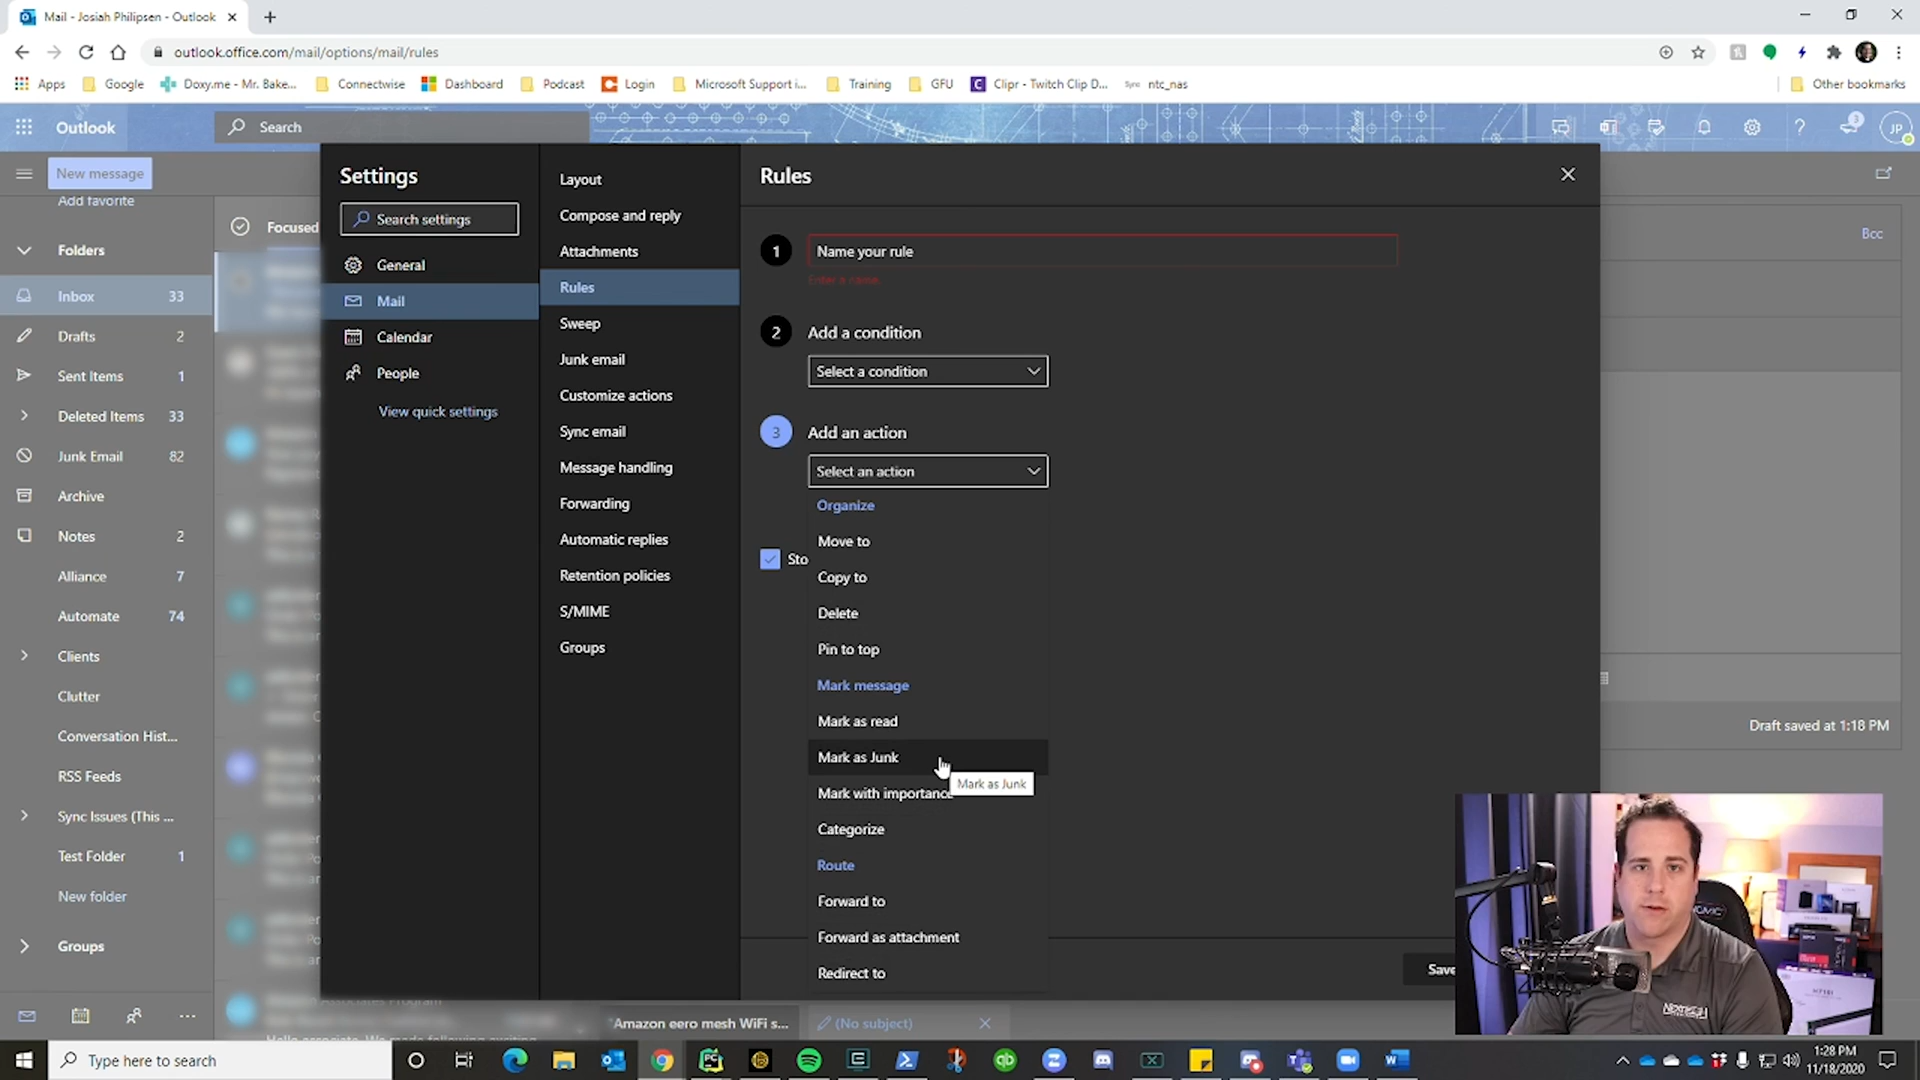 Mail - Josiah Philipsen - Outlook
outlook.office.com/mail/options/mail/rules
Apps
Google
Doxy.me - Mr. Bake...
Connectwise
Dashboard
Podcast
Login
Microsoft Support i...
Training
GFU
Clipr - Twitch Clip D...
Sync ntc_nas
Other bookmarks
Outlook
Search
3
JP
New message
Add favorite
Focused
Bcc
Folders
Inbox 33
Drafts 2
Sent Items 1
Deleted Items 33
Junk Email 82
Archive
Notes 2
Alliance 7
Automate 74
Clients
Clutter
Conversation Hist...
RSS Feeds
Sync Issues (This ...
Test Folder 1
New folder
Groups
Settings
Search settings
General
Mail
Calendar
People
View quick settings
Layout
Compose and reply
Attachments
Rules
Sweep
Junk email
Customize actions
Sync email
Message handling
Forwarding
Automatic replies
Retention policies
S/MIME
Groups
Rules
1 Name your rule
Enter a name
2 Add a condition
Select a condition
3 Add an action
Select an action
Organize
Move to
Sto
Copy to
Delete
Pin to top
Mark message
Mark as read
Mark as Junk
Mark as Junk
Mark with importance
Categorize
Route
Forward to
Forward as attachment
Redirect to
Save
Draft saved at 1:18 PM
Amazon Associates Program
Amazon eero mesh WiFi s...
(No subject)
Type here to search
1:28 PM
11/18/2020